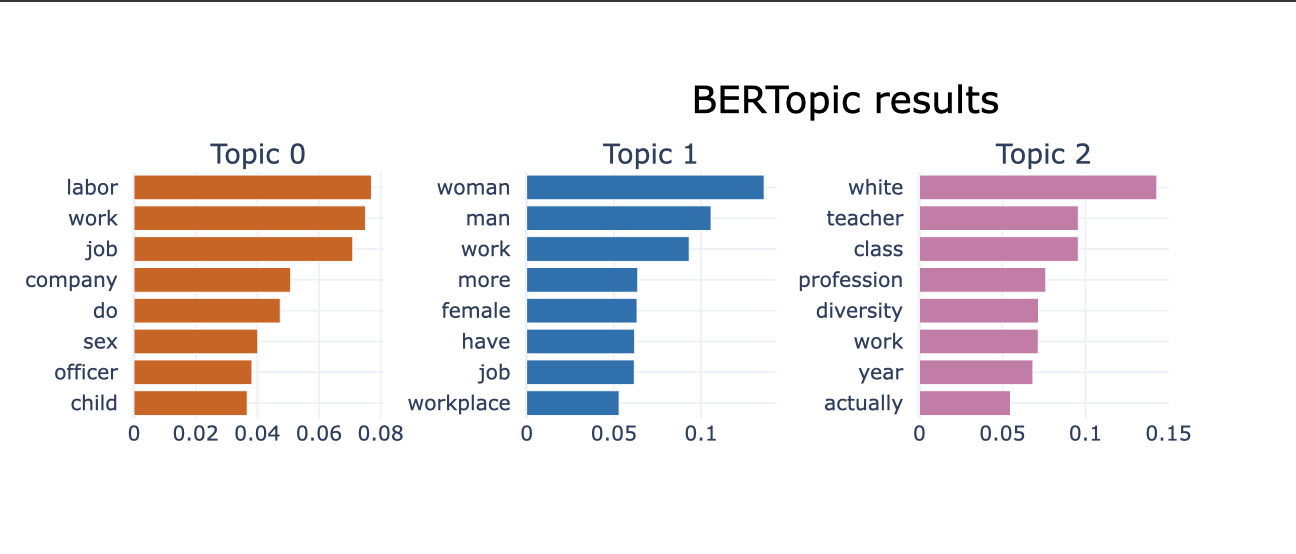 BERTopic results
Topic 0
labor
work
job
company
do
sex
officer
child
0 0.02 0.04 0.06 0.08
Topic 1
woman
man
work
more
female
have
job
workplace
0 0.05 0.1
Topic 2
white
teacher
class
profession
diversity
work
year
actually
0 0.05 0.1 0.15